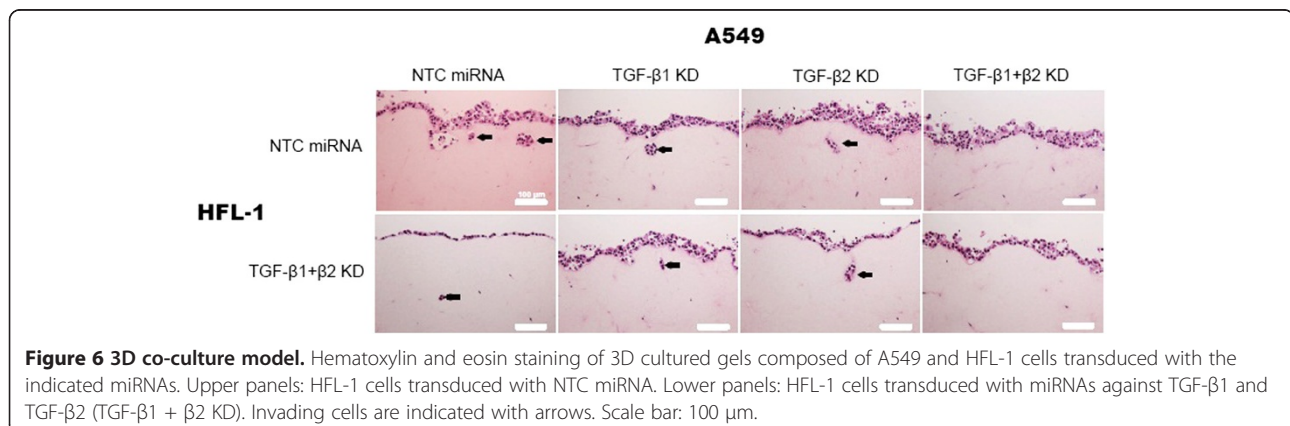 A549
NTC miRNA TGF-β1 KD TGF-β2 KD TGF-β1+β2 KD
NTC miRNA
100 µm
HFL-1
TGF-β1+β2 KD
Figure 6 3D co-culture model. Hematoxylin and eosin staining of 3D cultured gels composed of A549 and HFL-1 cells transduced with the
indicated miRNAs. Upper panels: HFL-1 cells transduced with NTC miRNA. Lower panels: HFL-1 cells transduced with miRNAs against TGF-β1 and
TGF-β2 (TGF-β1 + β2 KD). Invading cells are indicated with arrows. Scale bar: 100 μm.